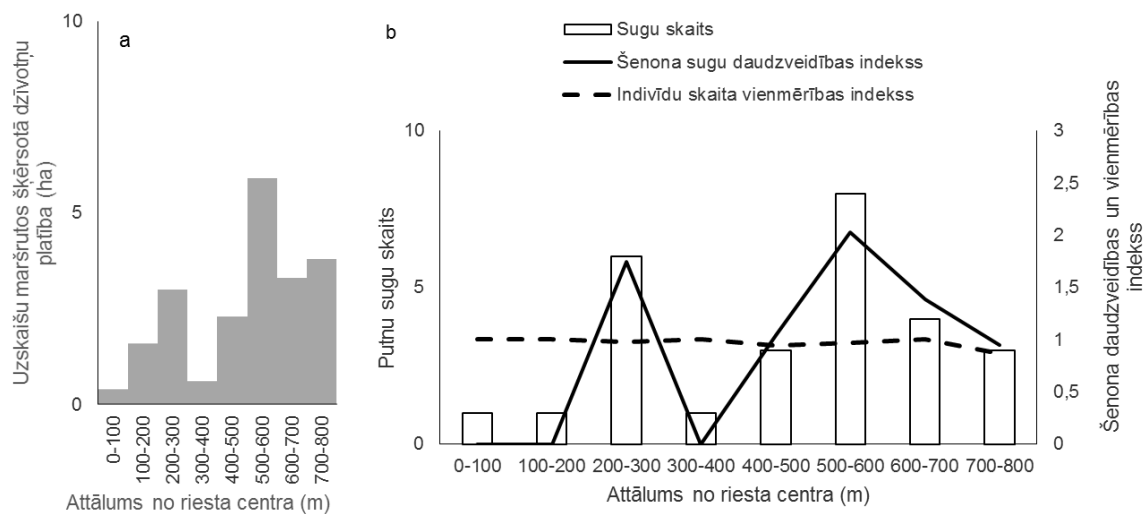 a
Uzskaišu maršrutos šķērsotā dzīvotņu
platība (ha)
10
5
0
0-100
100-200
200-300
300-400
400-500
500-600
600-700
700-800
Attālums no riesta centra (m)
b
Sugu skaits
Šenona sugu daudzveidības indekss
Indivīdu skaita vienmērības indekss
Putnu sugu skaits
10
5
0
3
2,5
2
1,5
1
0,5
0
Šenona daudzveidības un vienmērības
indekss
0-100 100-200 200-300 300-400 400-500 500-600 600-700 700-800
Attālums no riesta centra (m)